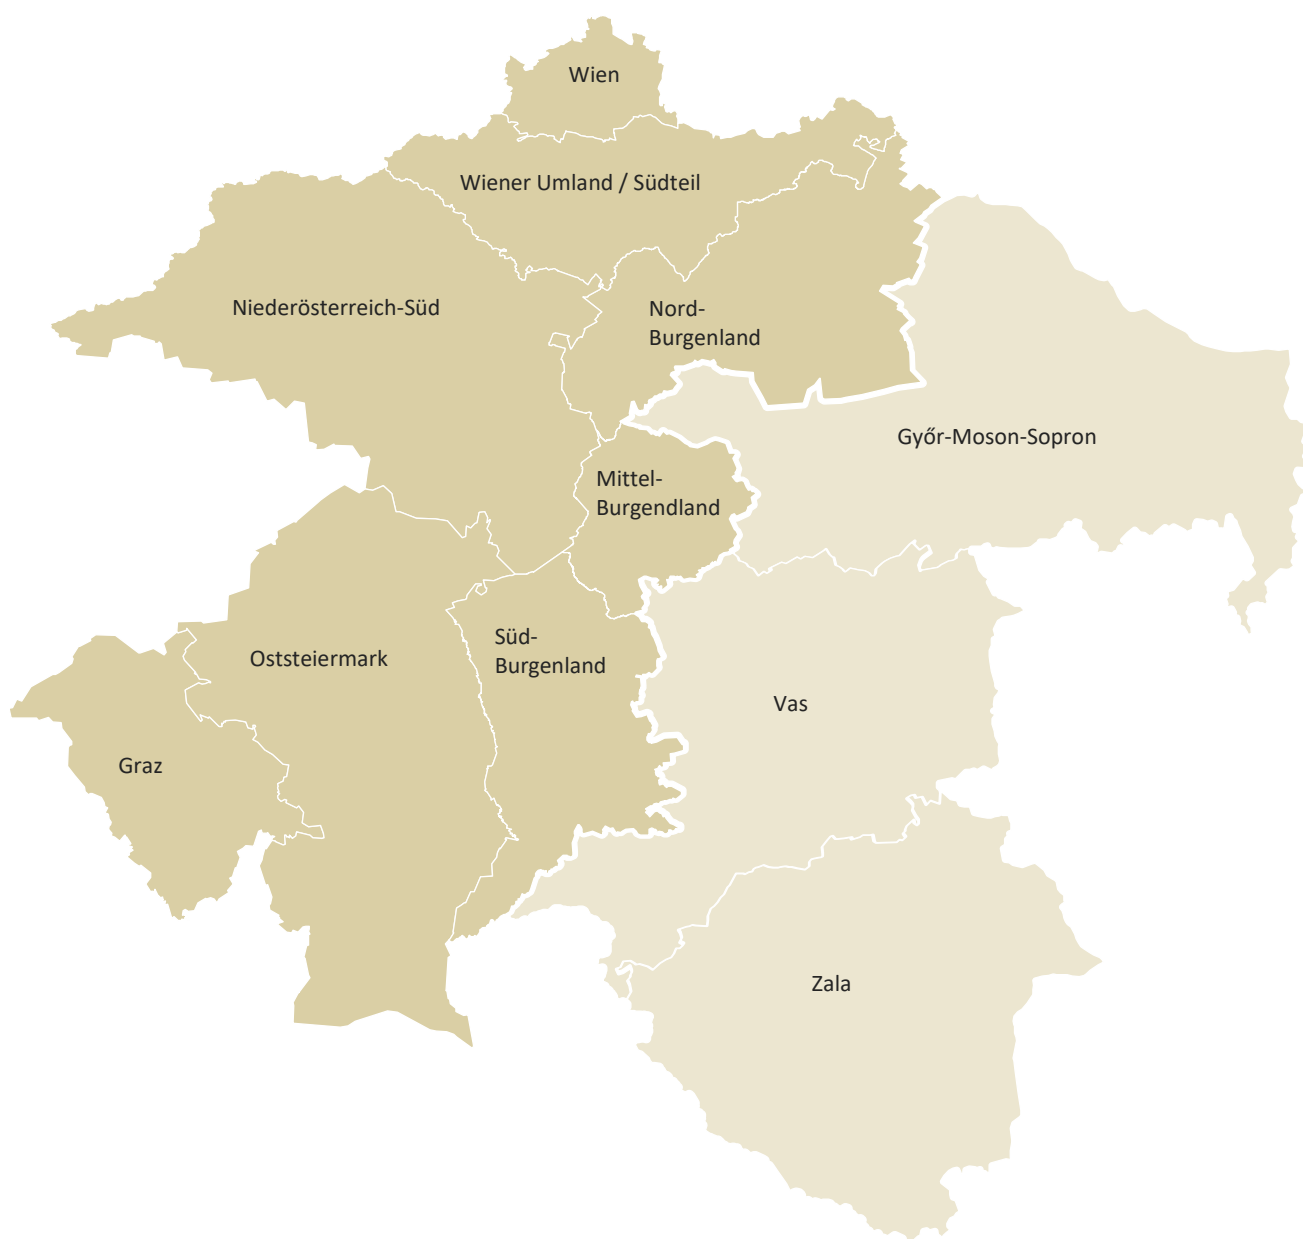 Wien
Wiener Umland / Südteil
Niederösterreich-Süd
Nord-
Burgenland
Győr-Moson-Sopron
Mittel-
Burgendland
Süd-
Burgenland
Oststeiermark
Vas
Graz
Zala